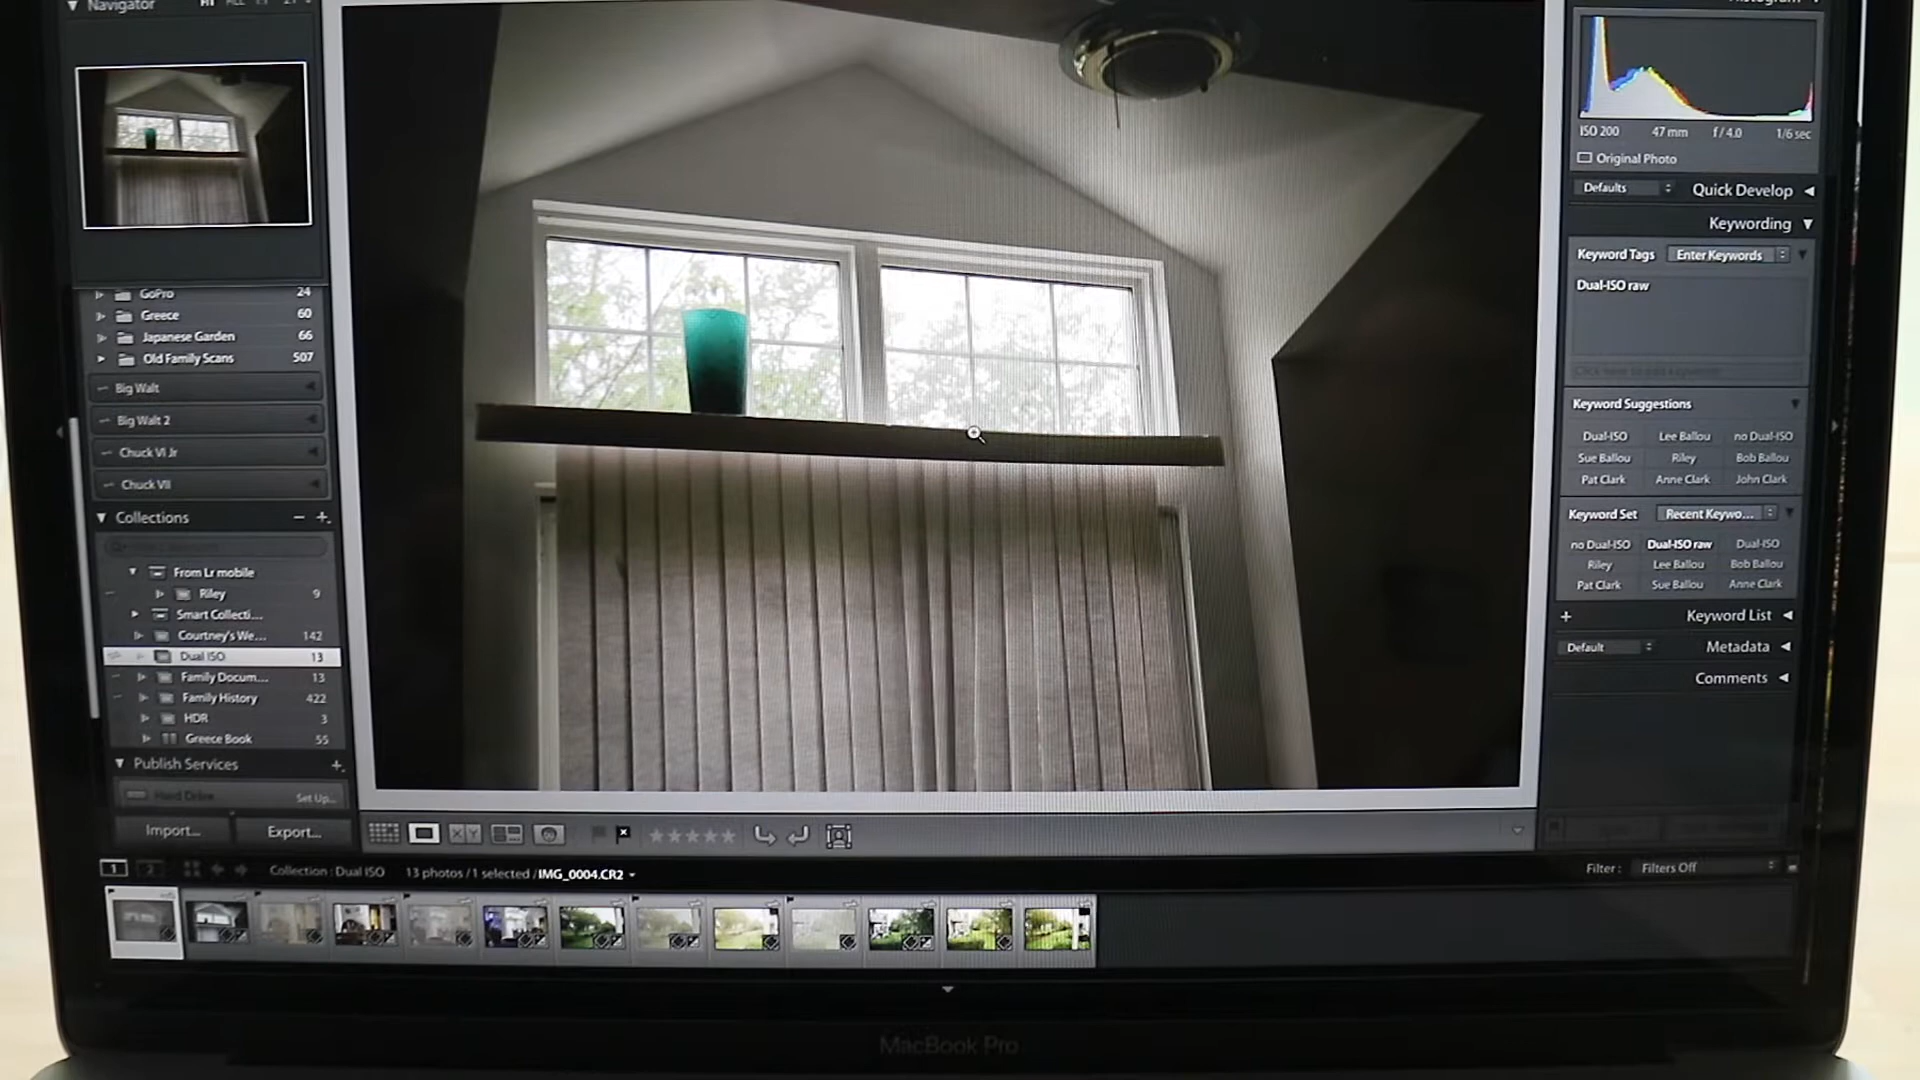 Navigator
GoPro 24
Greece 60
Japanese Garden 66
Old Family Scans 507
Big Walt
Big Walt 2
Chuck VI Jr
Chuck VII
Collections
From Lr mobile
Riley 9
Smart Collecti...
Courtney's We... 142
Dual ISO 13
Family Docum... 13
Family History 422
HDR 3
Greece Book 55
Publish Services
Hard Drive Set Up...
Import... Export...
Histogram
ISO 200 47 mm f / 4.0 1/6 sec
Original Photo
Defaults Quick Develop
Keywording
Keyword Tags Enter Keywords
Dual-ISO raw
Keyword Suggestions
Dual-ISO Lee Ballou no Dual-ISO
Sue Ballou Riley Bob Ballou
Pat Clark Anne Clark John Clark
Keyword Set Recent Keywo...
no Dual-ISO Dual-ISO raw Dual-ISO
Riley Lee Ballou Bob Ballou
Pat Clark Sue Ballou Anne Clark
Keyword List
Default Metadata
Comments
1 2 Collection : Dual ISO 13 photos / 1 selected / IMG_0004.CR2
Filter : Filters Off
MacBook Pro